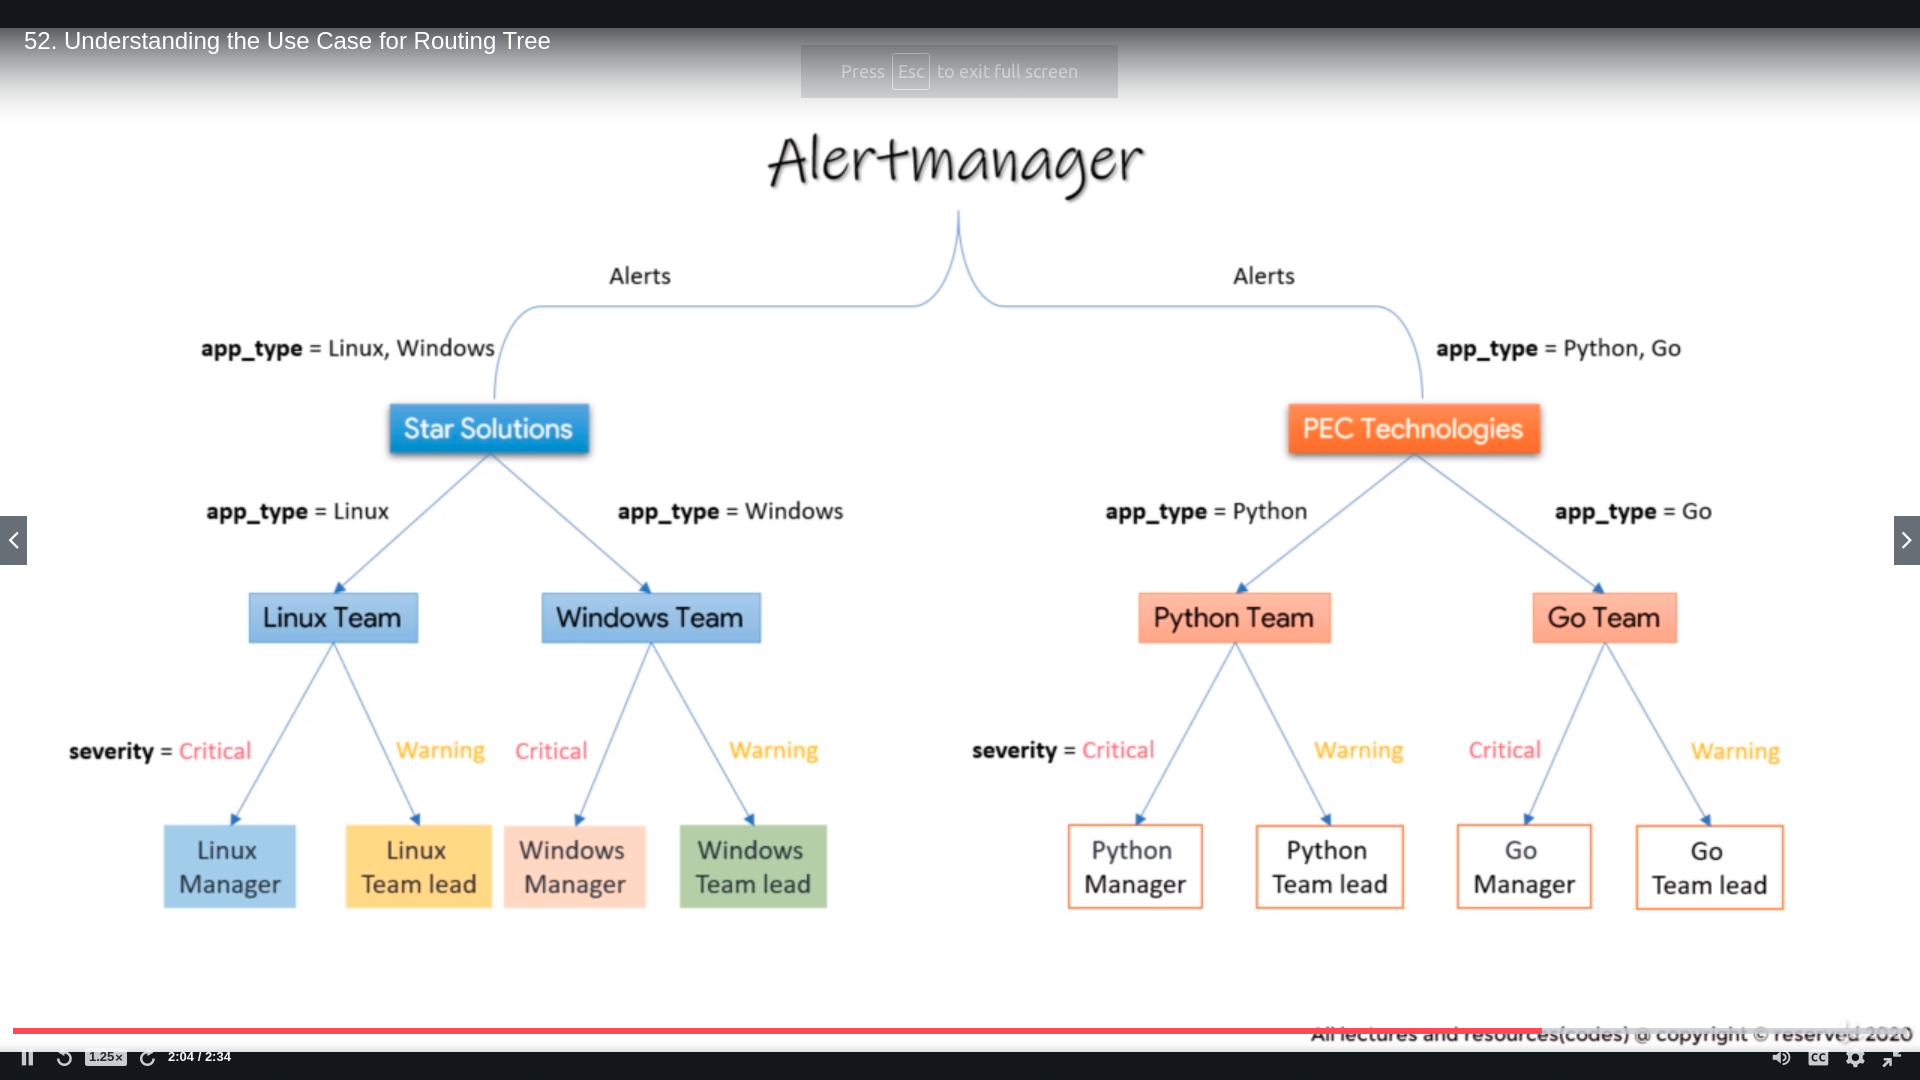 52. Understanding the Use Case for Routing Tree
Press Esc to exit full screen
Alertmanager
Alerts
Alerts
app_type = Linux, Windows
app_type = Python, Go
Star Solutions
PEC Technologies
app_type = Linux
app_type = Windows
app_type = Python
app_type = Go
Linux Team
Windows Team
Python Team
Go Team
severity = Critical
Warning
Critical
Warning
severity = Critical
Warning
Critical
Warning
Linux
Manager
Linux
Team lead
Windows
Manager
Windows
Team lead
Python
Manager
Python
Team lead
Go
Manager
Go
Team lead
All lectures and resources(codes) @ copyright © reserved 2020
1.25×
2:04 / 2:34
CC